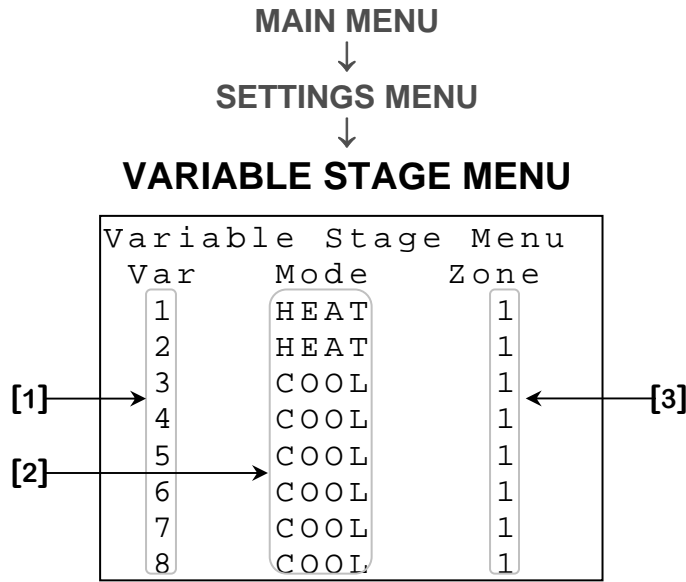 MAIN MENU
↓
SETTINGS MENU
↓
VARIABLE STAGE MENU
Variable Stage Menu
Var Mode Zone
1 HEAT 1
2 HEAT 1
[1] 3 COOL 1 [3]
4 COOL 1
[2] 5 COOL 1
6 COOL 1
7 COOL 1
8 COOL 1